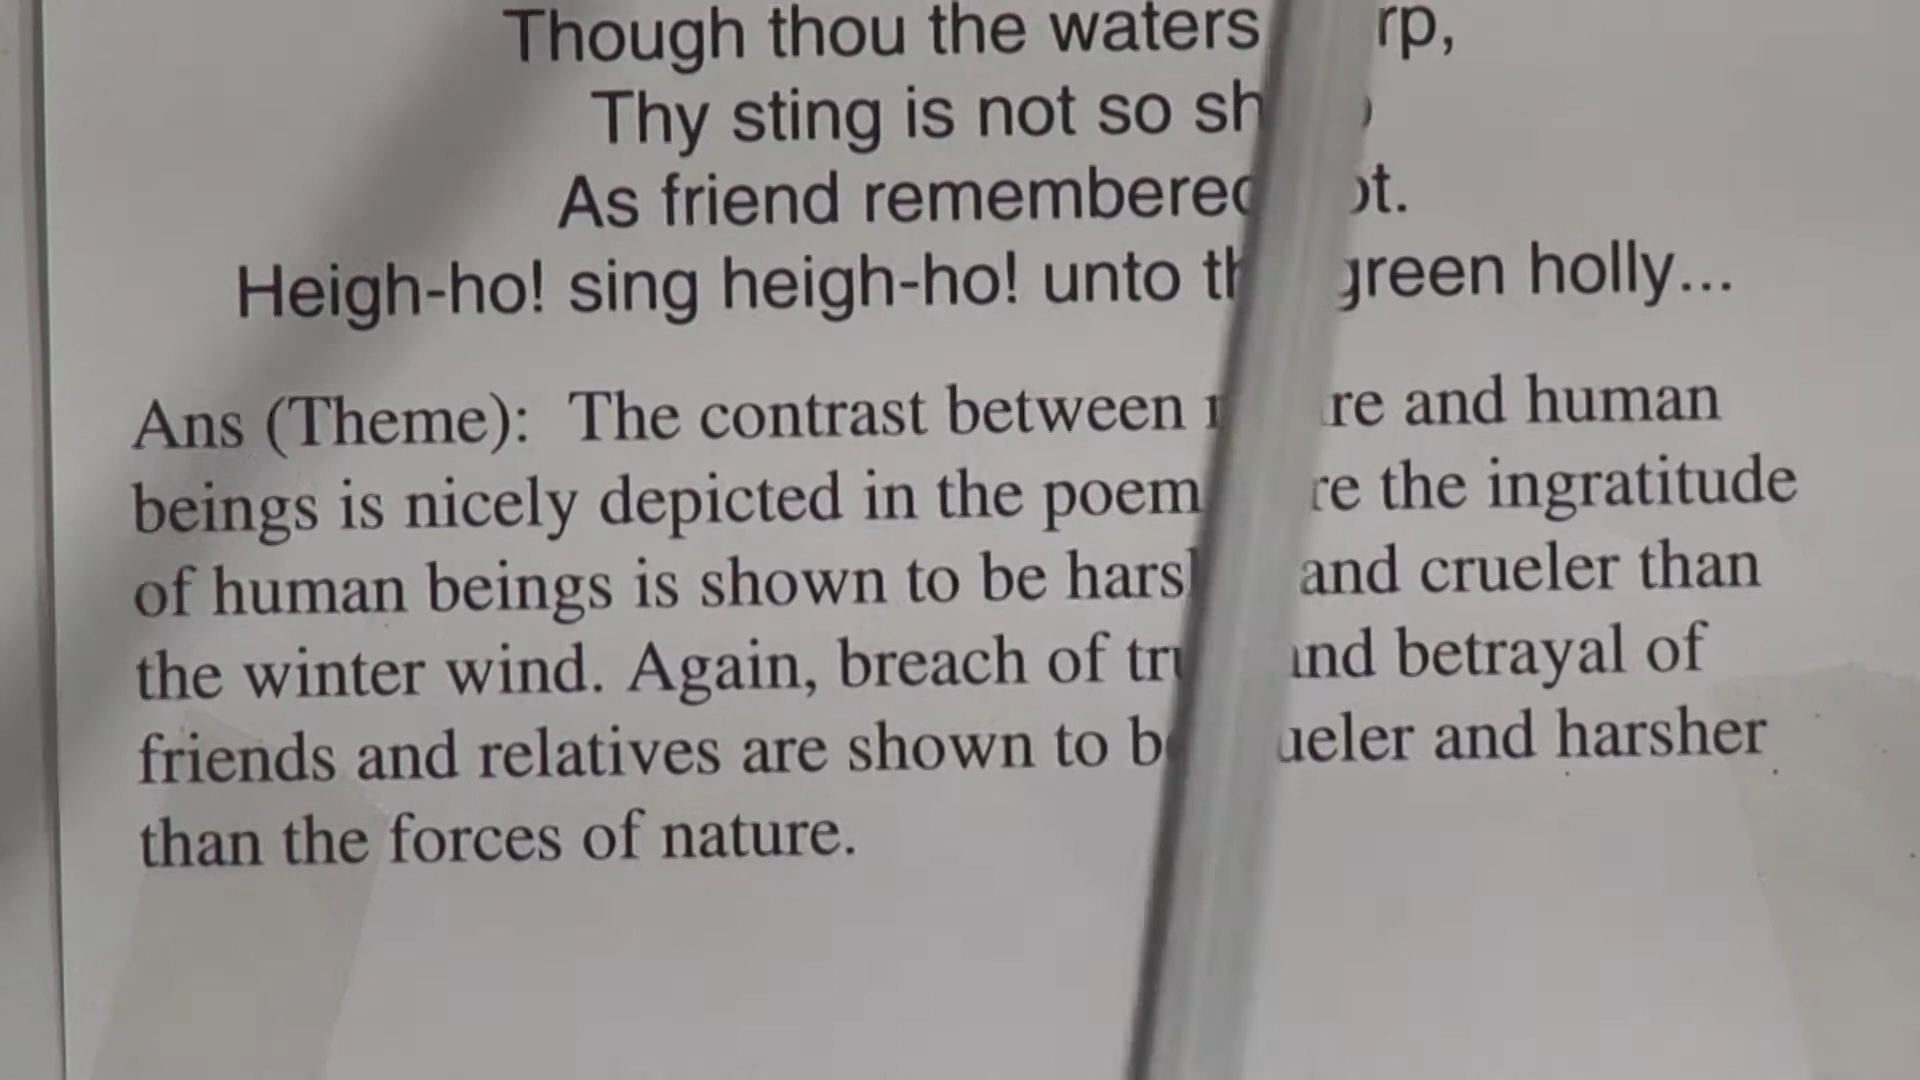 Though thou the waters rp,
Thy sting is not so sh
As friend remembered ot.
Heigh-ho! sing heigh-ho! unto th green holly...
Ans (Theme): The contrast between re and human
beings is nicely depicted in the poem re the ingratitude
of human beings is shown to be harsh and crueler than
the winter wind. Again, breach of tru and betrayal of
friends and relatives are shown to be ueler and harsher
than the forces of nature.